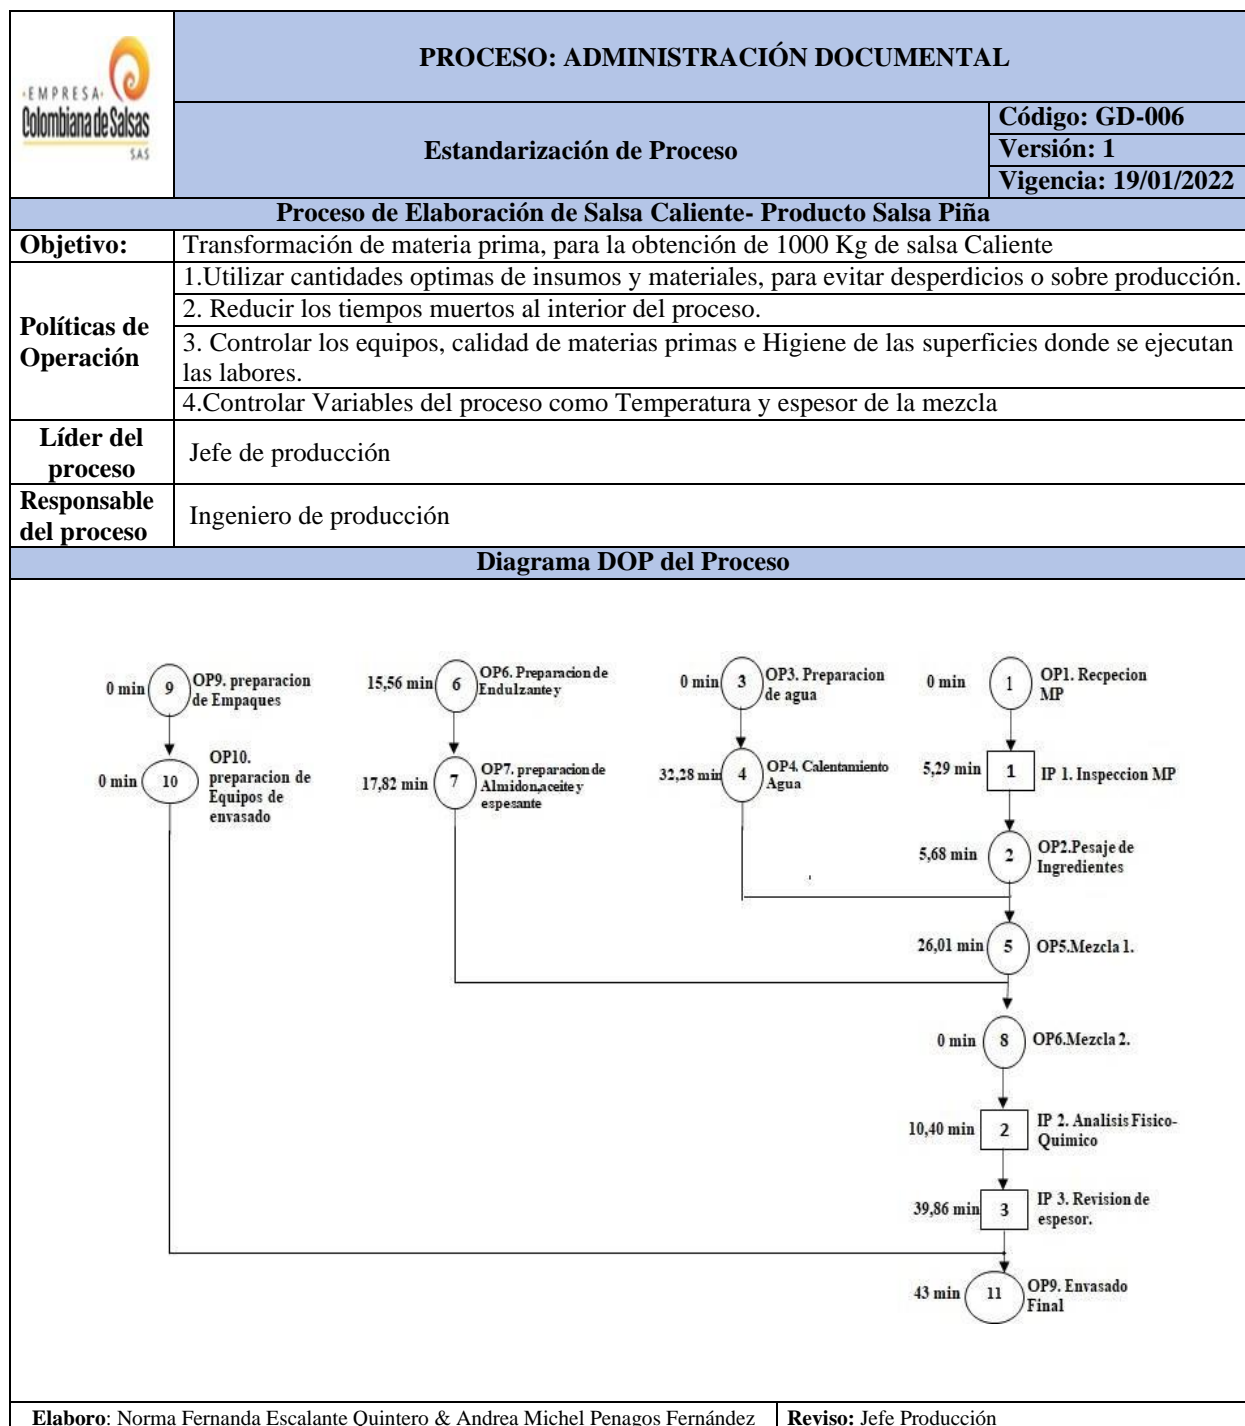 ·EMPRESA·
Colombiana de Salsas
SAS
PROCESO: ADMINISTRACIÓN DOCUMENTAL
Estandarización de Proceso
Código: GD-006
Versión: 1
Vigencia: 19/01/2022
Proceso de Elaboración de Salsa Caliente- Producto Salsa Piña
Objetivo:
Transformación de materia prima, para la obtención de 1000 Kg de salsa Caliente
Políticas de
Operación
1.Utilizar cantidades optimas de insumos y materiales, para evitar desperdicios o sobre producción.
2. Reducir los tiempos muertos al interior del proceso.
3. Controlar los equipos, calidad de materias primas e Higiene de las superficies donde se ejecutan
las labores.
4.Controlar Variables del proceso como Temperatura y espesor de la mezcla
Líder del
proceso
Jefe de producción
Responsable
del proceso
Ingeniero de producción
Diagrama DOP del Proceso
0 min 9 OP9. preparacion
de Empaques
15,56 min 6 OP6. Preparacion de
Endulzante y
0 min 3 OP3. Preparacion
de agua
0 min 1 OP1. Recpecion
MP
0 min 10 OP10.
preparacion de
Equipos de
envasado
17,82 min 7 OP7. preparacion de
Almidon,aceite y
espesante
32,28 min 4 OP4. Calentamiento
Agua
5,29 min 1 IP 1. Inspeccion MP
5,68 min 2 OP2.Pesaje de
Ingredientes
26,01 min 5 OP5.Mezcla 1.
0 min 8 OP6.Mezcla 2.
10,40 min 2 IP 2. Analisis Fisico-
Quimico
39,86 min 3 IP 3. Revision de
espesor.
43 min 11 OP9. Envasado
Final
Elaboro: Norma Fernanda Escalante Quintero & Andrea Michel Penagos Fernández
Reviso: Jefe Producción